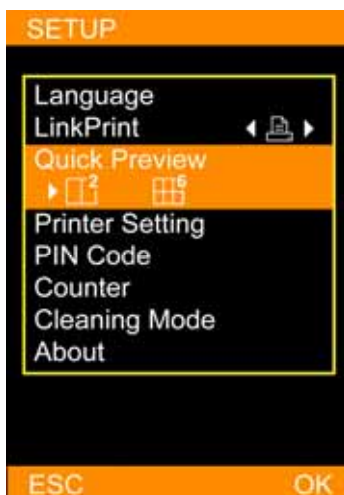 SETUP
Language
LinkPrint
Quick Preview
2 6
Printer Setting
PIN Code
Counter
Cleaning Mode
About
ESC OK